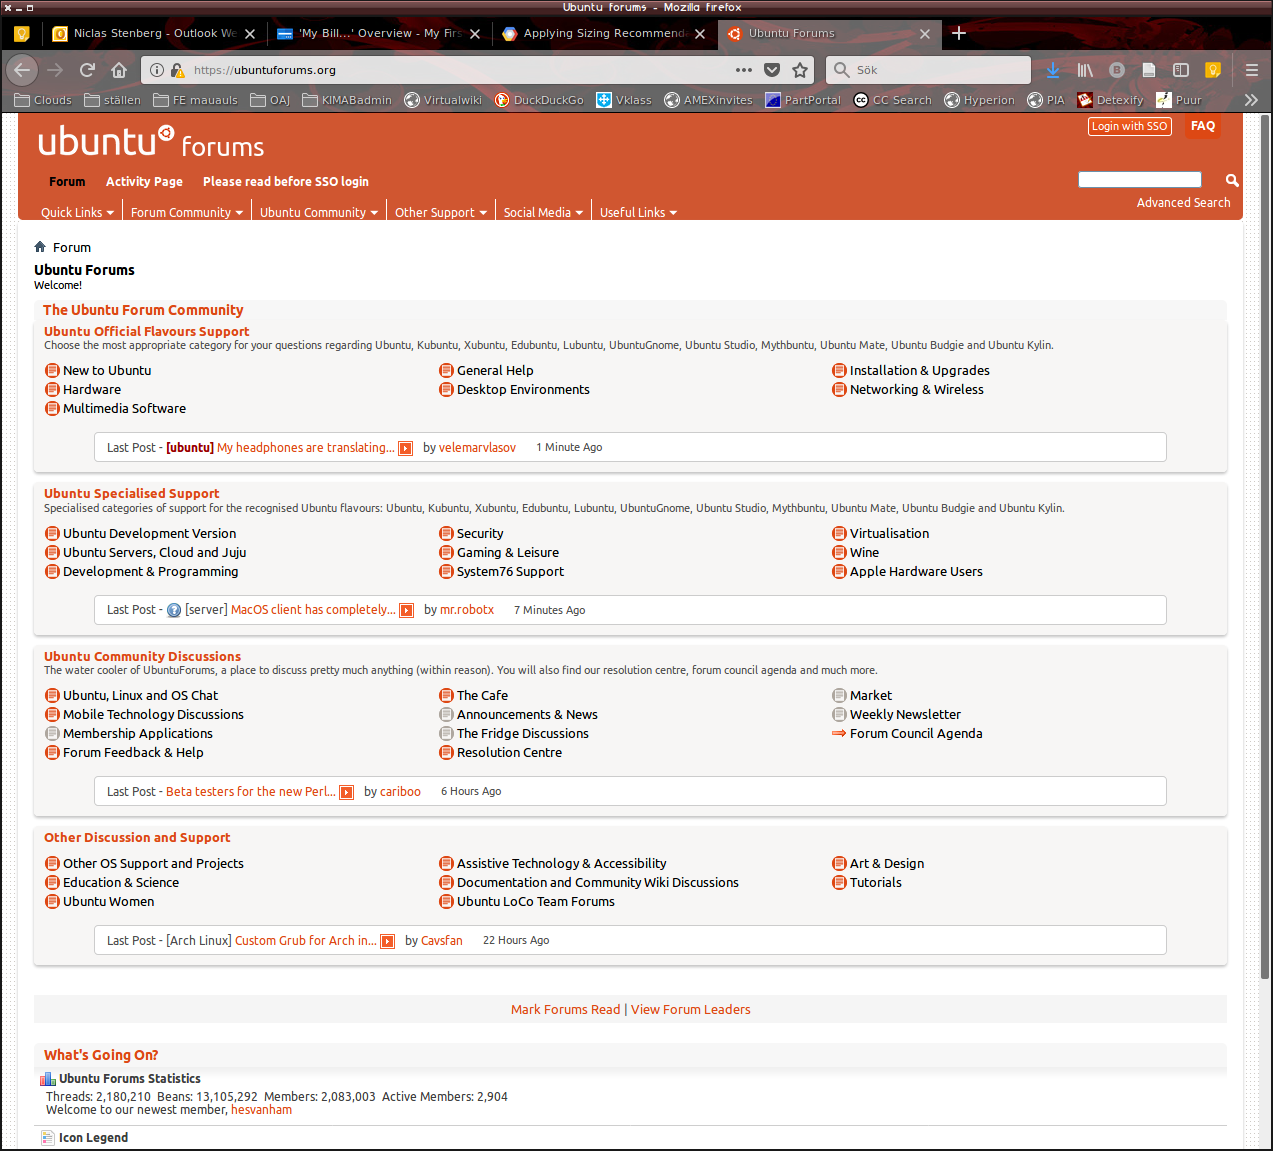 Ubuntu forums - Mozilla firefox
Niclas Stenberg - Outlook We
'My Bill...' Overview - My Firs
Applying Sizing Recommenda
Ubuntu Forums
https://ubuntuforums.org
Sök
Clouds ställen FE mauauls OAJ KIMABadmin Virtualwiki DuckDuckGo Vklass AMEXinvites PartPortal CC Search Hyperion PIA Detexify Puur
ubuntu forums
Login with SSO FAQ
Forum Activity Page Please read before SSO login
Quick Links Forum Community Ubuntu Community Other Support Social Media Useful Links
Advanced Search
Forum
Ubuntu Forums
Welcome!
The Ubuntu Forum Community
Ubuntu Official Flavours Support
Choose the most appropriate category for your questions regarding Ubuntu, Kubuntu, Xubuntu, Edubuntu, Lubuntu, UbuntuGnome, Ubuntu Studio, Mythbuntu, Ubuntu Mate, Ubuntu Budgie and Ubuntu Kylin.
New to Ubuntu General Help Installation & Upgrades
Hardware Desktop Environments Networking & Wireless
Multimedia Software
Last Post - [ubuntu] My headphones are translating... by velemarvlasov 1 Minute Ago
Ubuntu Specialised Support
Specialised categories of support for the recognised Ubuntu flavours: Ubuntu, Kubuntu, Xubuntu, Edubuntu, Lubuntu, UbuntuGnome, Ubuntu Studio, Mythbuntu, Ubuntu Mate, Ubuntu Budgie and Ubuntu Kylin.
Ubuntu Development Version Security Virtualisation
Ubuntu Servers, Cloud and Juju Gaming & Leisure Wine
Development & Programming System76 Support Apple Hardware Users
Last Post - [server] MacOS client has completely... by mr.robotx 7 Minutes Ago
Ubuntu Community Discussions
The water cooler of UbuntuForums, a place to discuss pretty much anything (within reason). You will also find our resolution centre, forum council agenda and much more.
Ubuntu, Linux and OS Chat The Cafe Market
Mobile Technology Discussions Announcements & News Weekly Newsletter
Membership Applications The Fridge Discussions Forum Council Agenda
Forum Feedback & Help Resolution Centre
Last Post - Beta testers for the new Perl... by cariboo 6 Hours Ago
Other Discussion and Support
Other OS Support and Projects Assistive Technology & Accessibility Art & Design
Education & Science Documentation and Community Wiki Discussions Tutorials
Ubuntu Women Ubuntu LoCo Team Forums
Last Post - [Arch Linux] Custom Grub for Arch in... by Cavsfan 22 Hours Ago
Mark Forums Read | View Forum Leaders
What's Going On?
Ubuntu Forums Statistics
Threads: 2,180,210 Beans: 13,105,292 Members: 2,083,003 Active Members: 2,904
Welcome to our newest member, hesvanham
Icon Legend